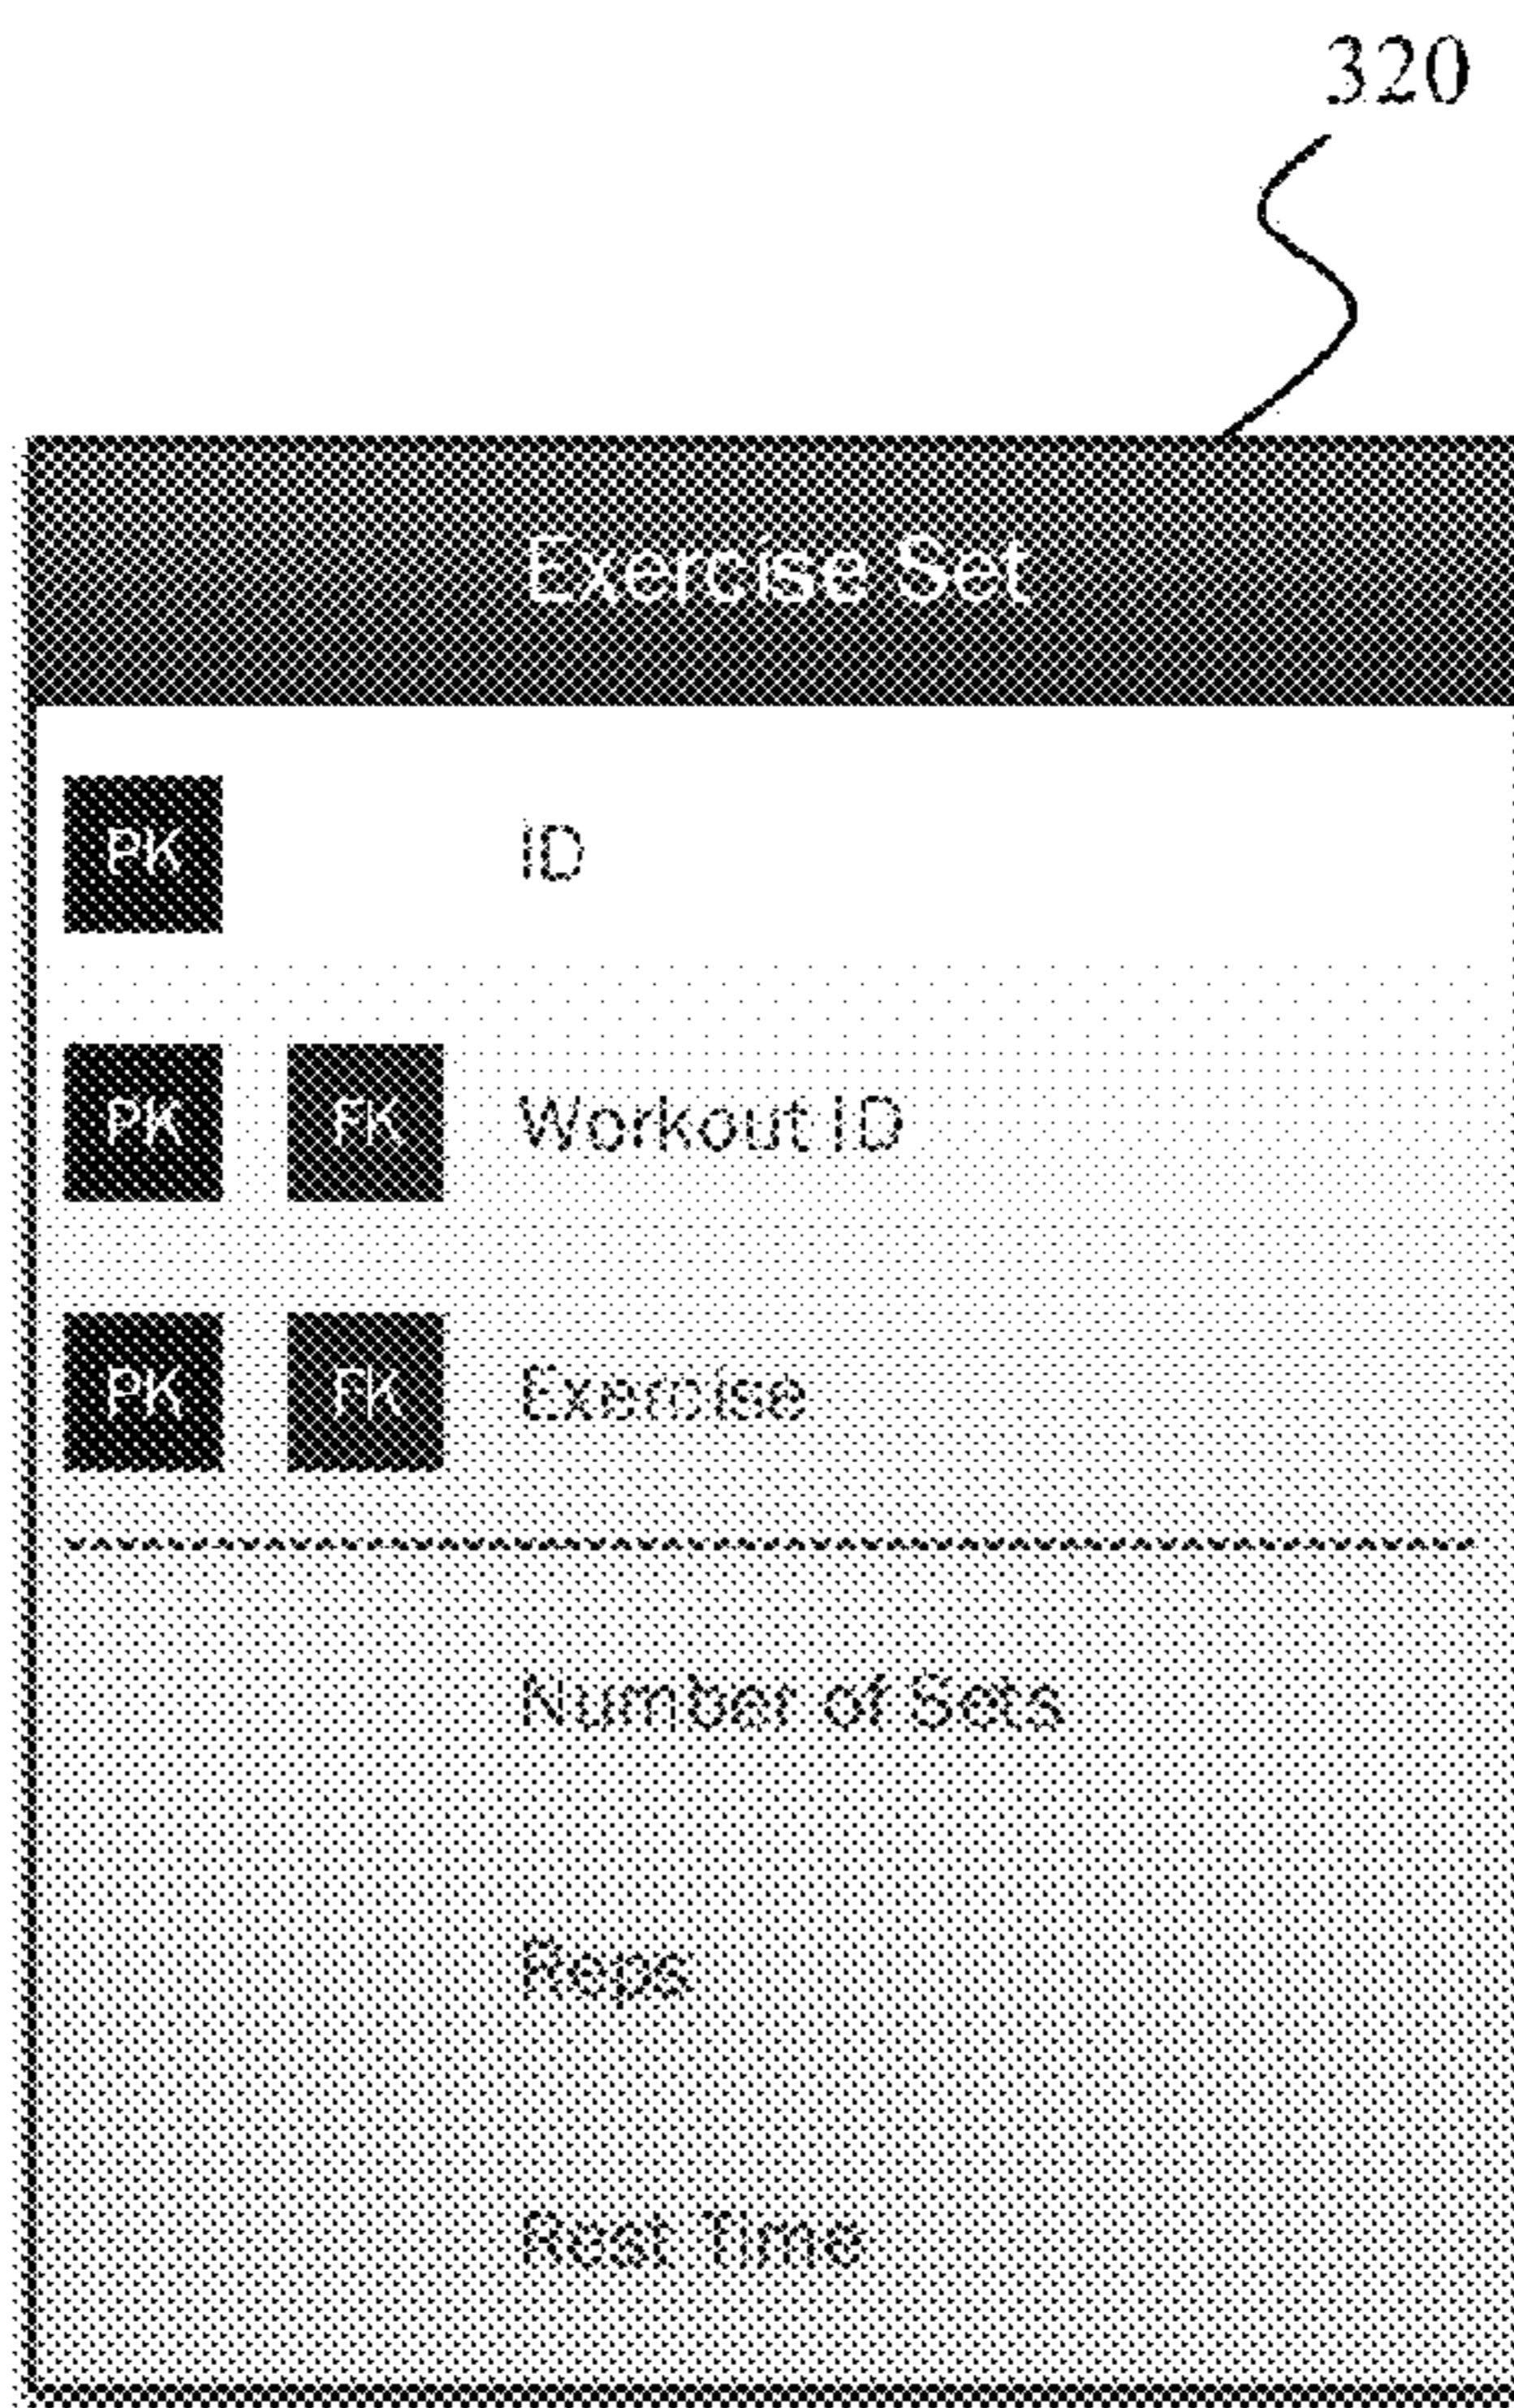 320
Exercise Set
PK ID
PK FK Workout ID
PK FK Exercise
Number of Sets
Reps
Rest Time